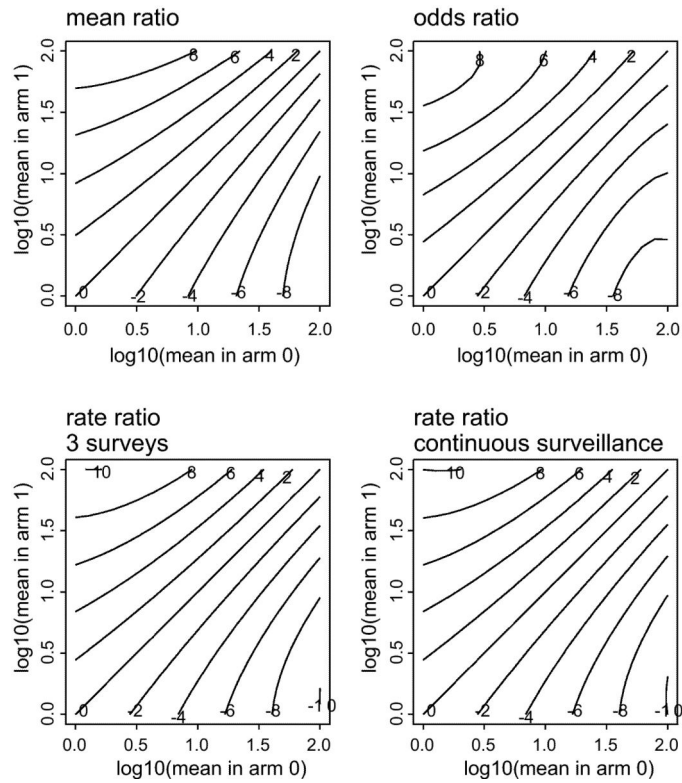 mean ratio
odds ratio
log10(mean in arm 1)
0.0 0.5 1.0 1.5 2.0
8 6 4 2
0 -2 -4 -6 -8
0.0 0.5 1.0 1.5 2.0
log10(mean in arm 0)
log10(mean in arm 1)
0.0 0.5 1.0 1.5 2.0
8 6 4 2
0 -2 -4 -6 -8
0.0 0.5 1.0 1.5 2.0
log10(mean in arm 0)
rate ratio
3 surveys
rate ratio
continuous surveillance
log10(mean in arm 1)
0.0 0.5 1.0 1.5 2.0
10 8 6 4 2
0 -2 -4 -6 -8 -10
0.0 0.5 1.0 1.5 2.0
log10(mean in arm 0)
log10(mean in arm 1)
0.0 0.5 1.0 1.5 2.0
10 8 6 4 2
0 -2 -4 -6 -8 -10
0.0 0.5 1.0 1.5 2.0
log10(mean in arm 0)